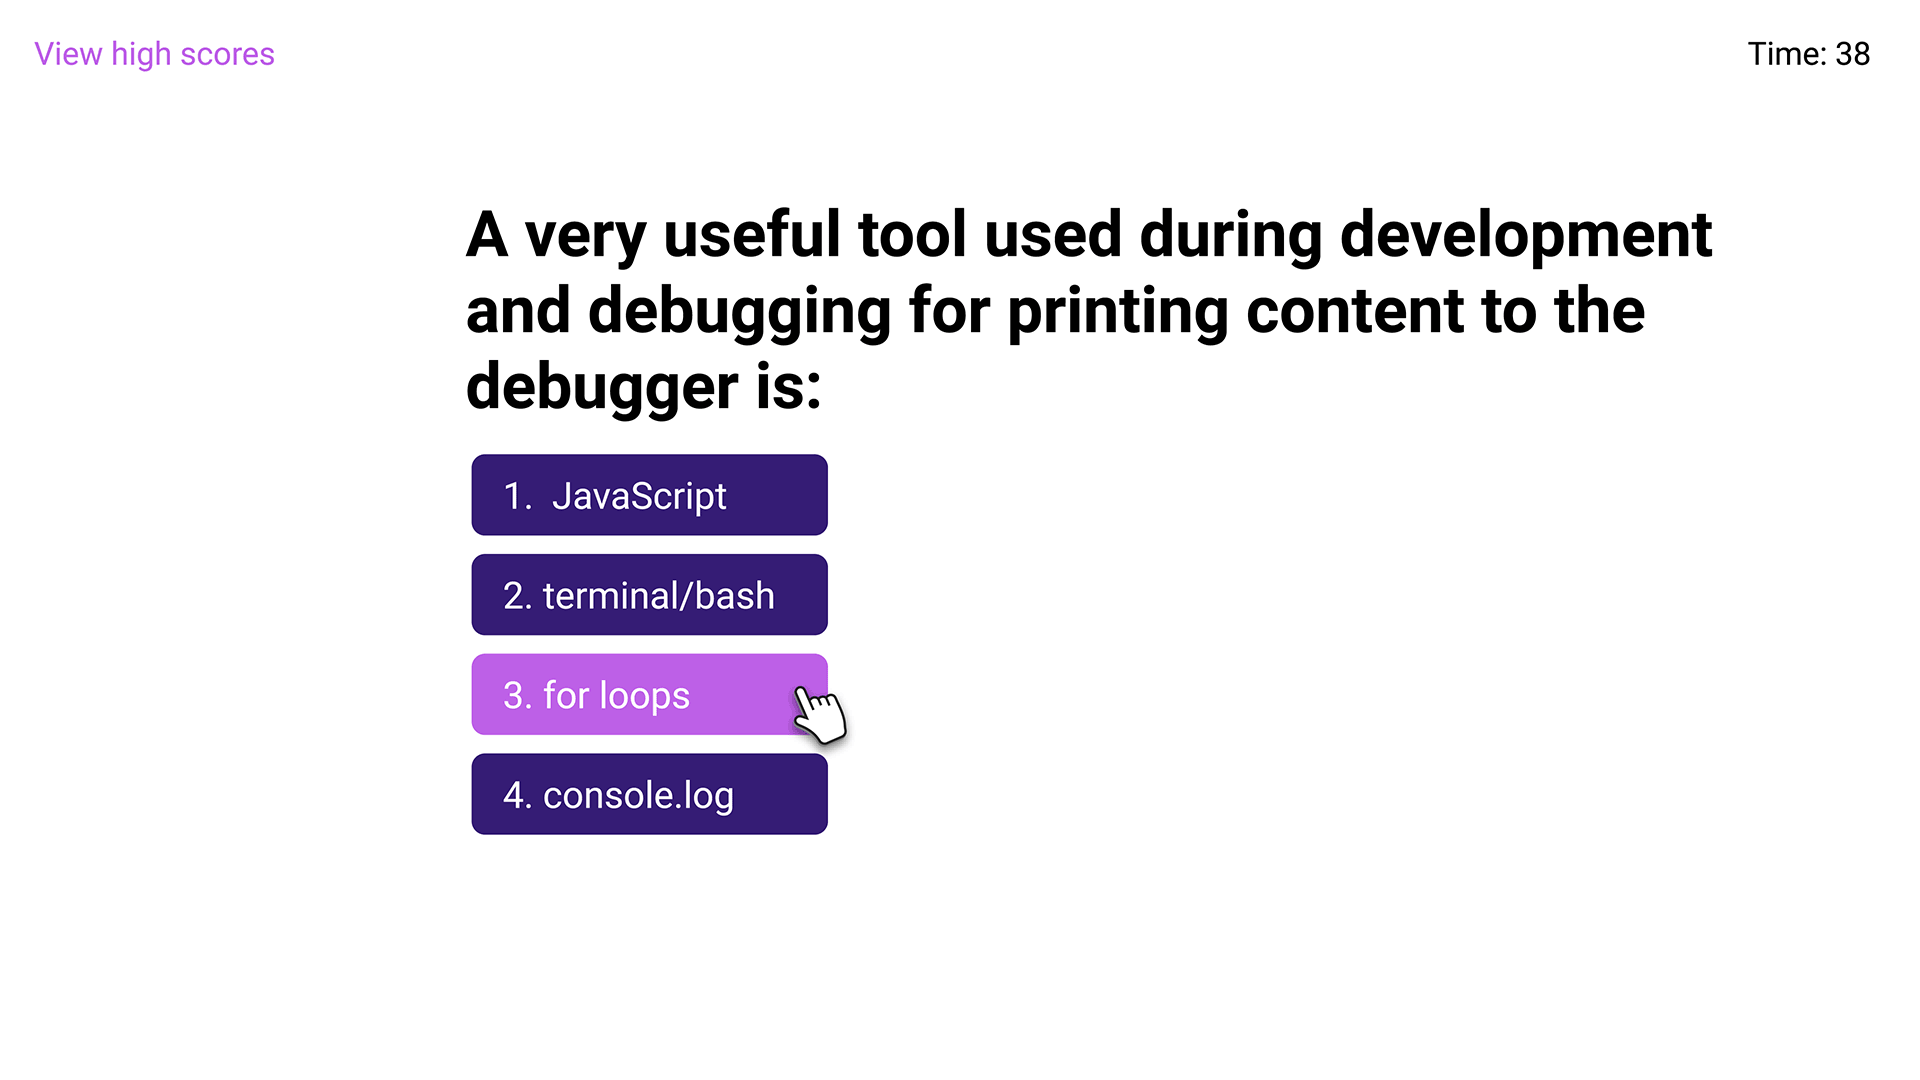 View high scores
Time: 38
A very useful tool used during development
and debugging for printing content to the
debugger is:
1. JavaScript
2. terminal/bash
3. for loops
4. console.log